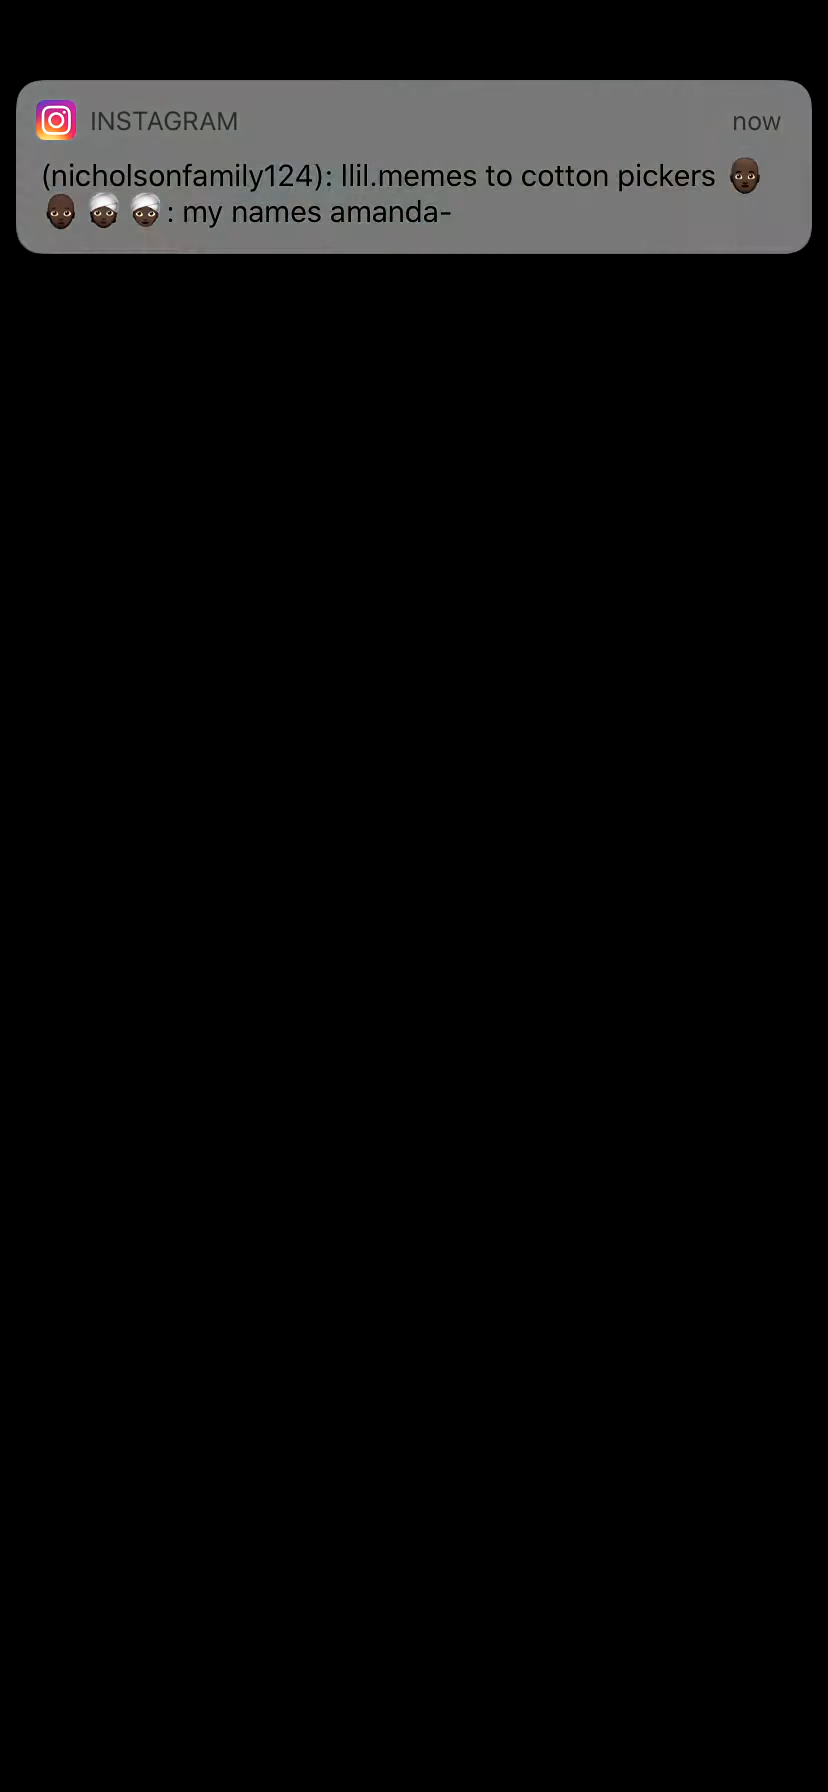 INSTAGRAM now
(nicholsonfamily124): llil.memes to cotton pickers 👨🏿‍🦲
👨🏿‍🦲 👳🏿‍♀️ 👳🏿‍♂️ : my names amanda-